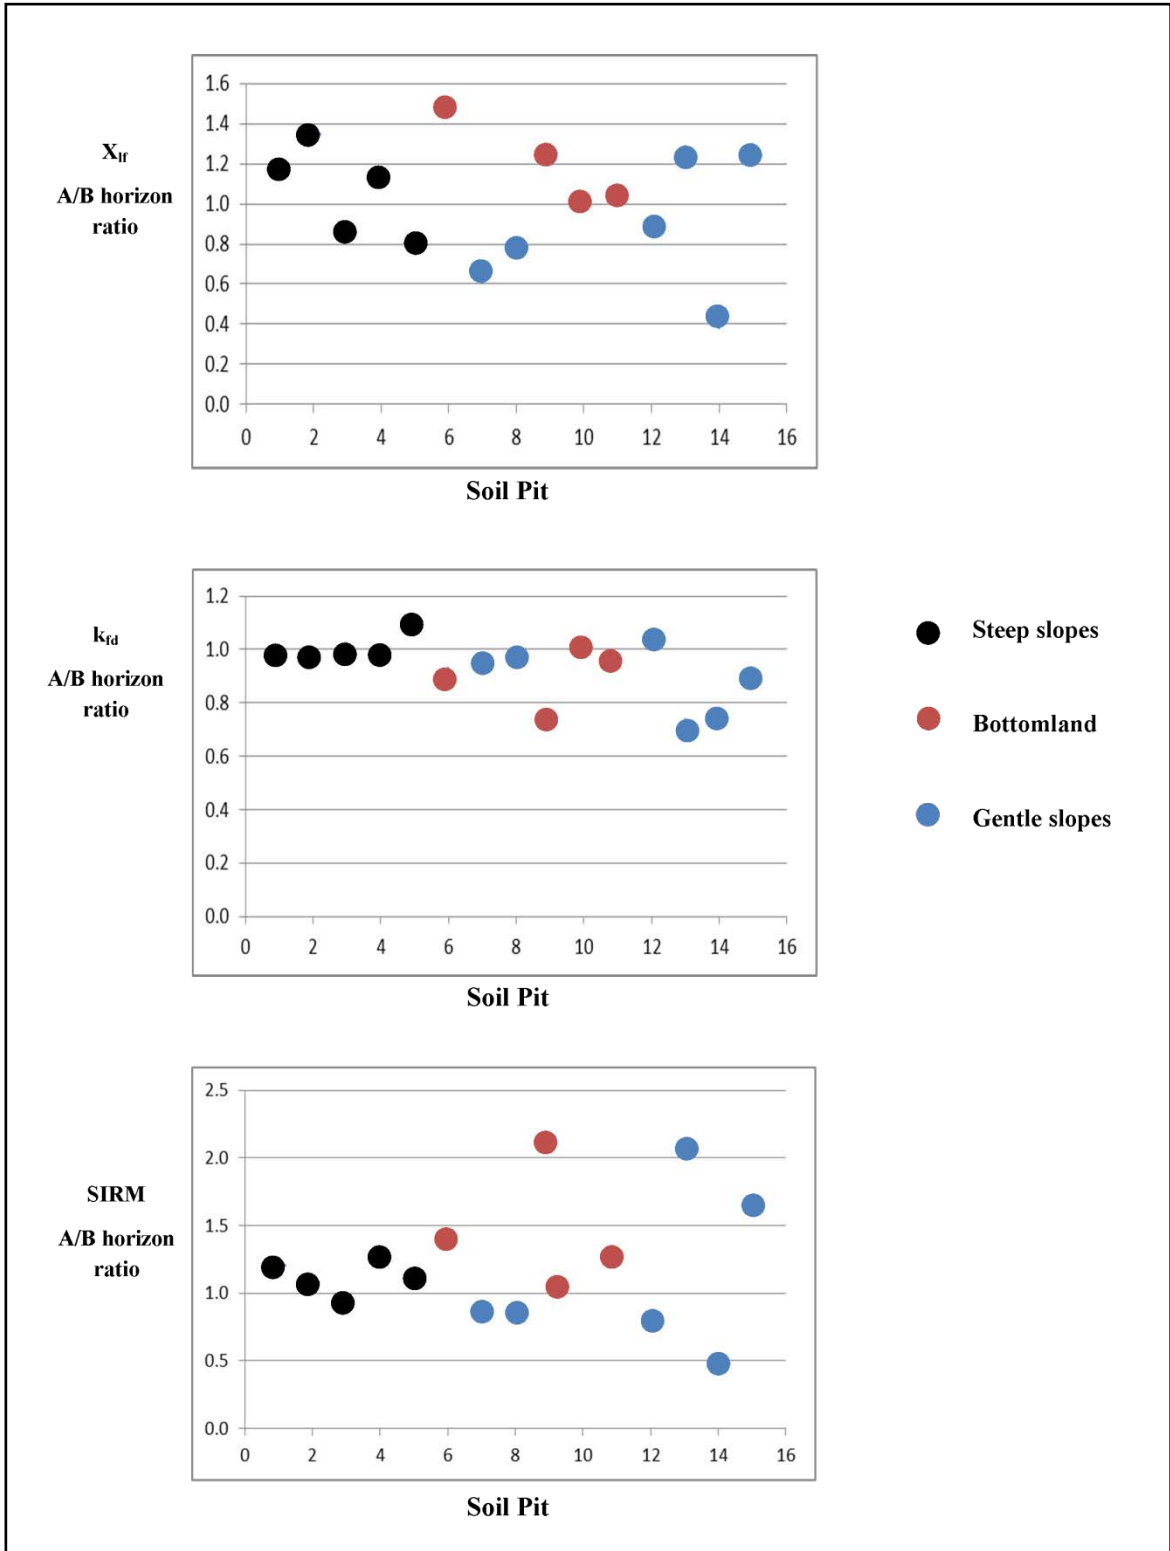 1.6
1.4
X_lf
1.2
A/B horizon
1.0
ratio
0.8
0.6
0.4
0.2
0.0
0 2 4 6 8 10 12 14 16
Soil Pit
1.2
k_fd
1.0
A/B horizon
0.8
ratio
0.6
0.4
0.2
0.0
0 2 4 6 8 10 12 14 16
Soil Pit
Steep slopes
Bottomland
Gentle slopes
2.5
2.0
SIRM
1.5
A/B horizon
ratio
1.0
0.5
0.0
0 2 4 6 8 10 12 14 16
Soil Pit